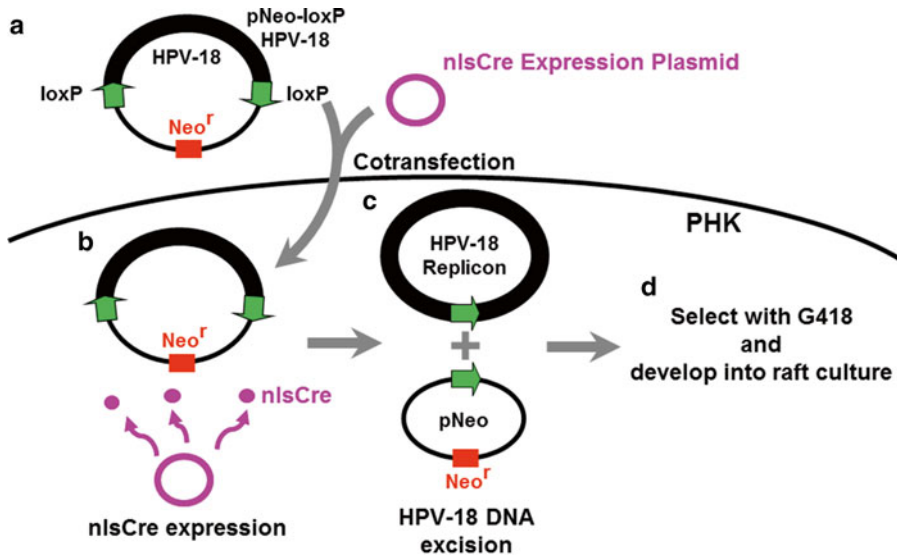 a
pNeo-loxP
HPV-18
HPV-18
loxP
loxP
Neoʳ
nlsCre Expression Plasmid
Cotransfection
PHK
b
Neoʳ
nlsCre
nlsCre expression
c
HPV-18
Replicon
+
pNeo
Neoʳ
HPV-18 DNA
excision
d
Select with G418
and
develop into raft culture